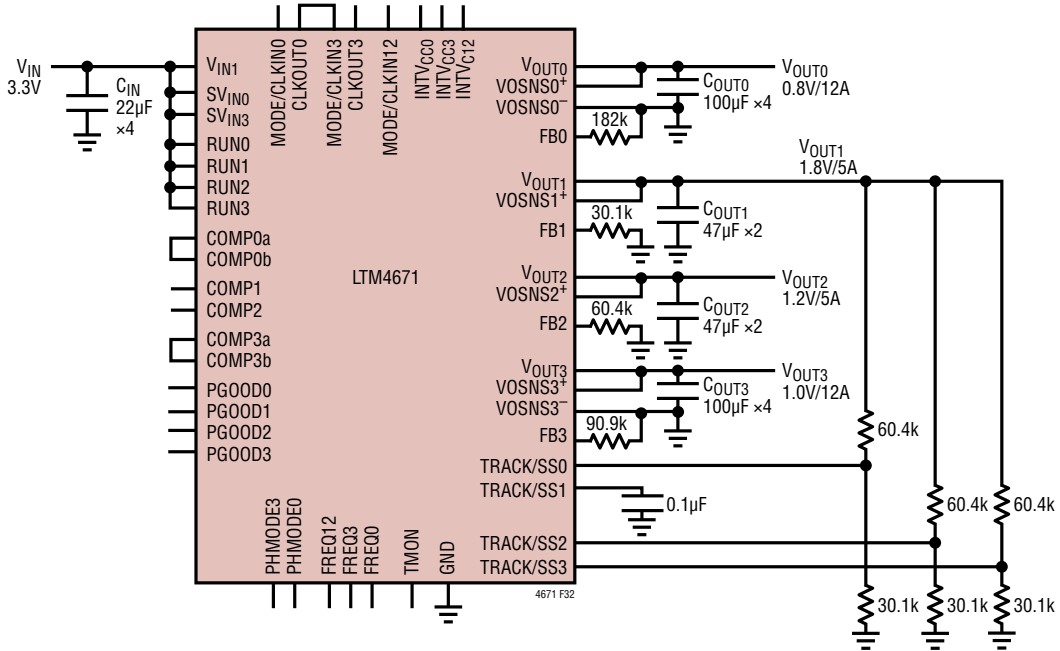 MODE/CLKIN0
CLKOUT0
MODE/CLKIN3
CLKOUT3
MODE/CLKIN12
INTVCC0
INTVCC3
INTVC12
VIN
3.3V
CIN
22µF
×4
VIN1
SVIN0
SVIN3
RUN0
RUN1
RUN2
RUN3
COMP0a
COMP0b
COMP1
COMP2
COMP3a
COMP3b
PGOOD0
PGOOD1
PGOOD2
PGOOD3
LTM4671
VOUT0
VOSNS0+
VOSNS0–
FB0
182k
COUT0
100µF ×4
VOUT0
0.8V/12A
VOUT1
VOSNS1+
FB1
30.1k
COUT1
47µF ×2
VOUT1
1.8V/5A
VOUT2
VOSNS2+
FB2
60.4k
COUT2
47µF ×2
VOUT2
1.2V/5A
VOUT3
VOSNS3+
VOSNS3–
FB3
90.9k
COUT3
100µF ×4
VOUT3
1.0V/12A
TRACK/SS0
TRACK/SS1
0.1µF
TRACK/SS2
TRACK/SS3
60.4k
60.4k
60.4k
30.1k
30.1k
30.1k
PHMODE3
PHMODE0
FREQ12
FREQ3
FREQ0
TMON
GND
4671 F32